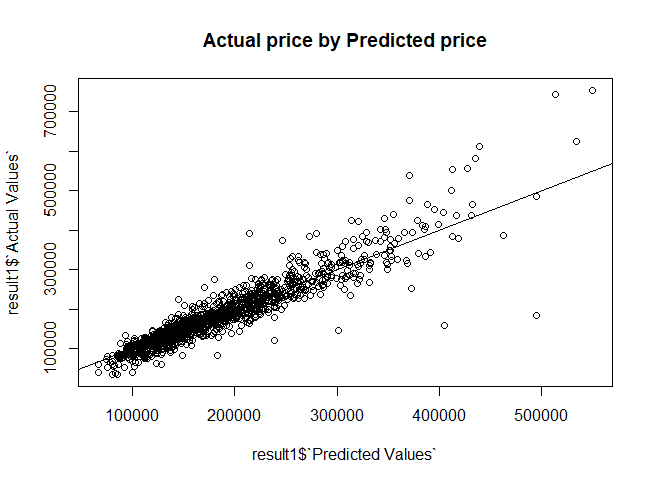 Actual price by Predicted price
result1$`Actual Values`
700000
500000
300000
100000
100000 200000 300000 400000 500000
result1$`Predicted Values`